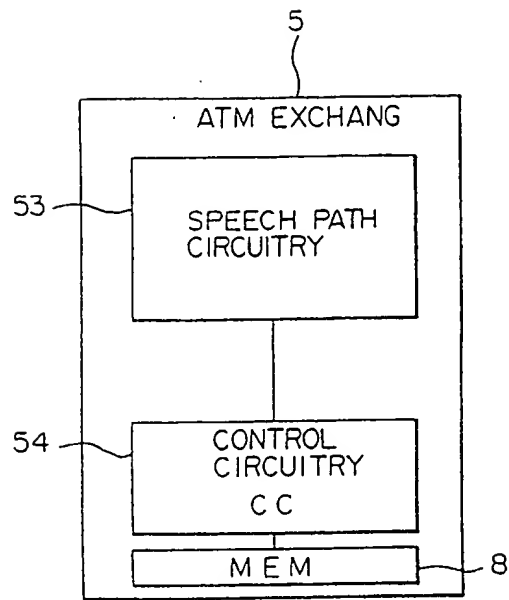 5
ATM EXCHANG
53
SPEECH PATH
CIRCUITRY
54
CONTROL
CIRCUITRY
CC
MEM
8